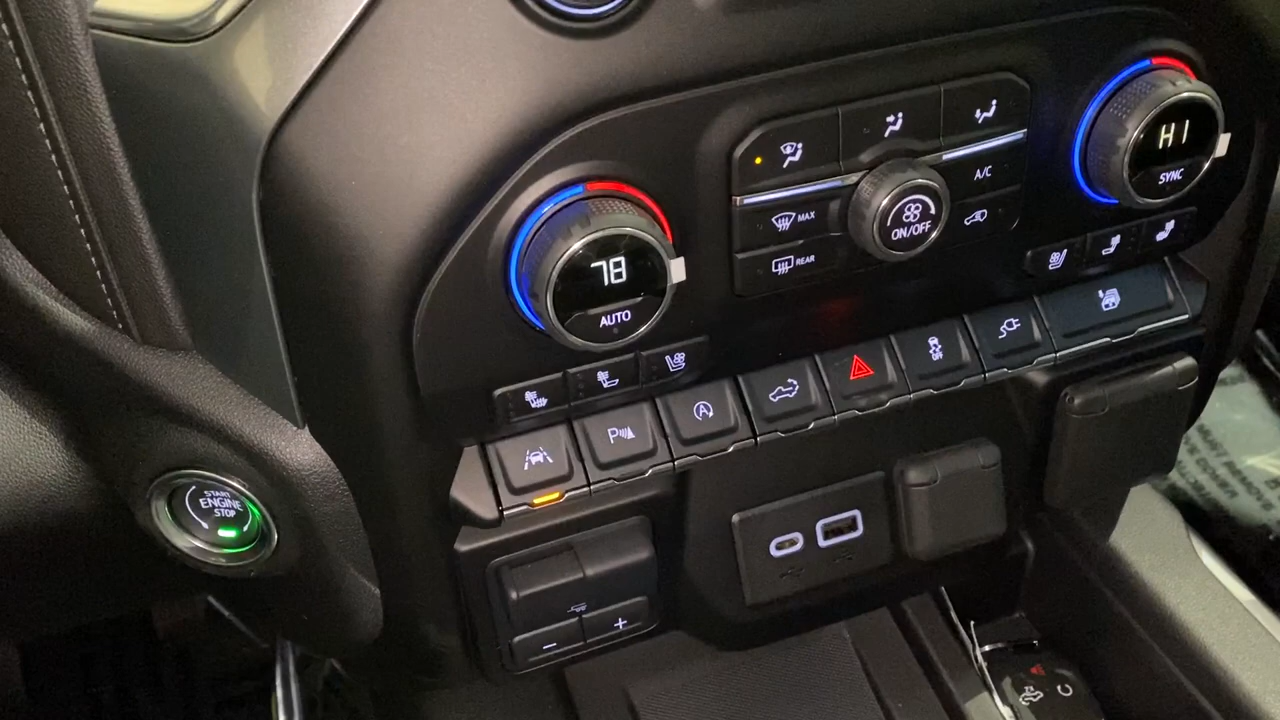 HI
SYNC
A/C
ON/OFF
MAX
REAR
78
AUTO
OFF
P
A
START
ENGINE
STOP
- +